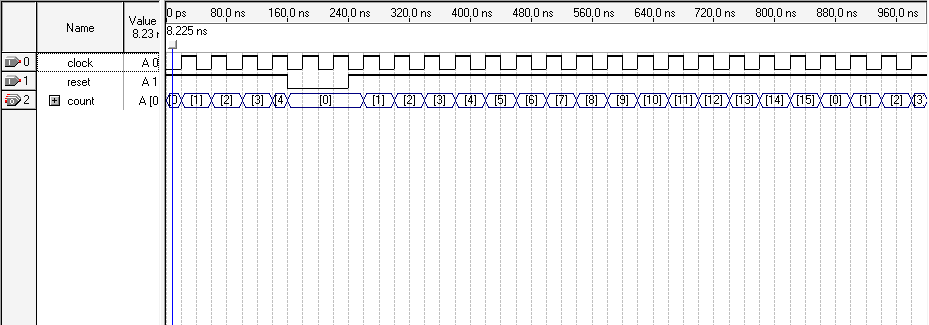 Name
Value
8.23 r
0 ps 80.0 ns 160.0 ns 240.0 ns 320.0 ns 400.0 ns 480.0 ns 560.0 ns 640.0 ns 720.0 ns 800.0 ns 880.0 ns 960.0 ns
8.225 ns
0 clock A 0
1 reset A 1
2 count A [0 [0 [1] [2] [3] [4 [0] [1] [2] [3] [4] [5] [6] [7] [8] [9] [10] [11] [12] [13] [14] [15] [0] [1] [2] [3